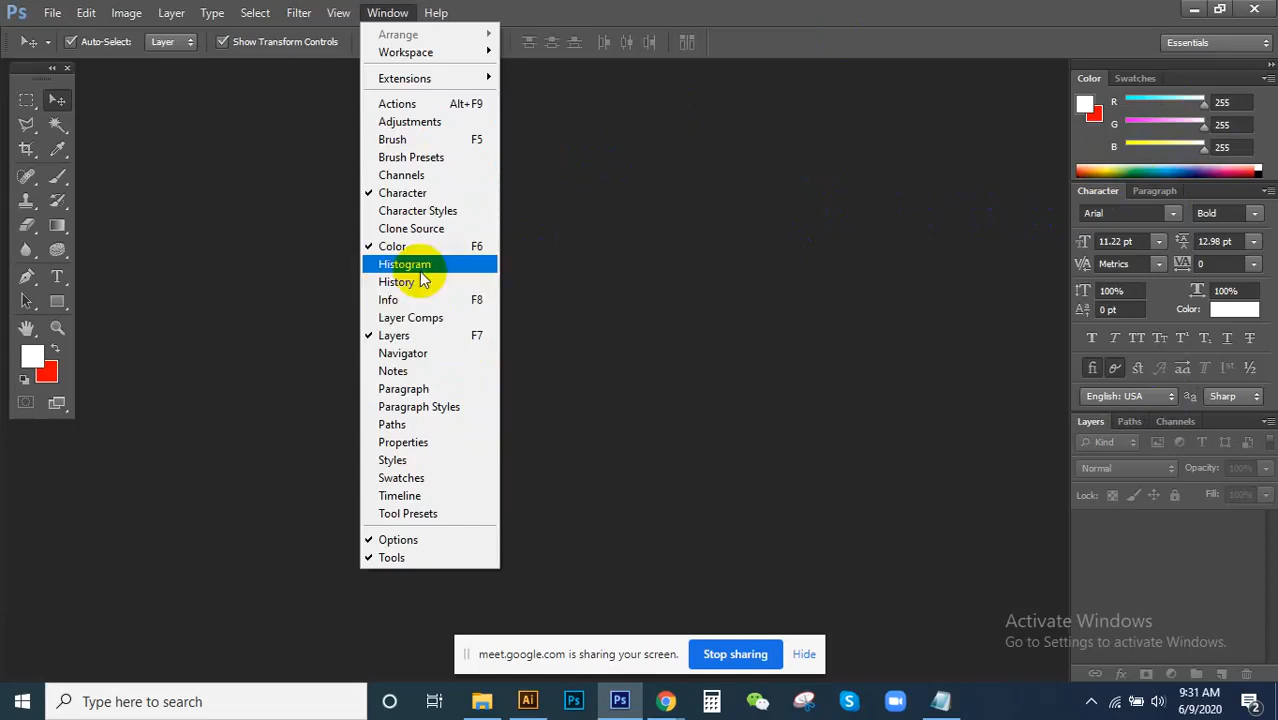 Ps File Edit Image Layer Type Select Filter View Window Help
Auto-Select: Layer Show Transform Controls Essentials
Arrange
Workspace
Extensions
Actions Alt+F9
Adjustments
Brush F5
Brush Presets
Channels
Character
Character Styles
Clone Source
Color F6
Histogram
History
Info F8
Layer Comps
Layers F7
Navigator
Notes
Paragraph
Paragraph Styles
Paths
Properties
Styles
Swatches
Timeline
Tool Presets
Options
Tools
Color Swatches
R 255
G 255
B 255
Character Paragraph
Arial Bold
11.22 pt 12.98 pt
Metrics 0
100% 100%
0 pt Color:
English: USA Sharp
Layers Paths Channels
Kind
Normal Opacity: 100%
Lock: Fill: 100%
Activate Windows
Go to Settings to activate Windows.
meet.google.com is sharing your screen. Stop sharing Hide
Type here to search
Ai Ps Ps
9:31 AM
6/9/2020
2